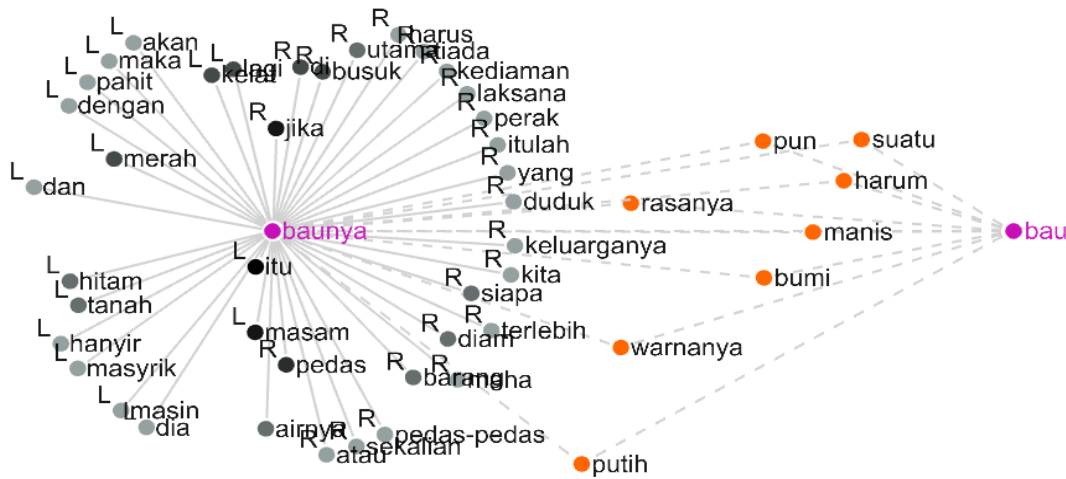 L akan
L maka
L pahit
L dengan
L merah
L dan
L kelat
L lagi
R di
R busuk
R utama
R harus
R tiada
R kediaman
R laksana
R perak
R itulah
R yang
R duduk
R jika
baunya
L itu
L hitam
L tanah
L hanyir
L masyrik
L masin
L dia
L masam
R pedas
R keluarganya
R kita
R siapa
R terlebih
R diam
R barang
R maha
airnya
R atau
R sekalian
R pedas-pedas
pun
suatu
harum
rasanya
manis
bumi
warnanya
putih
bau